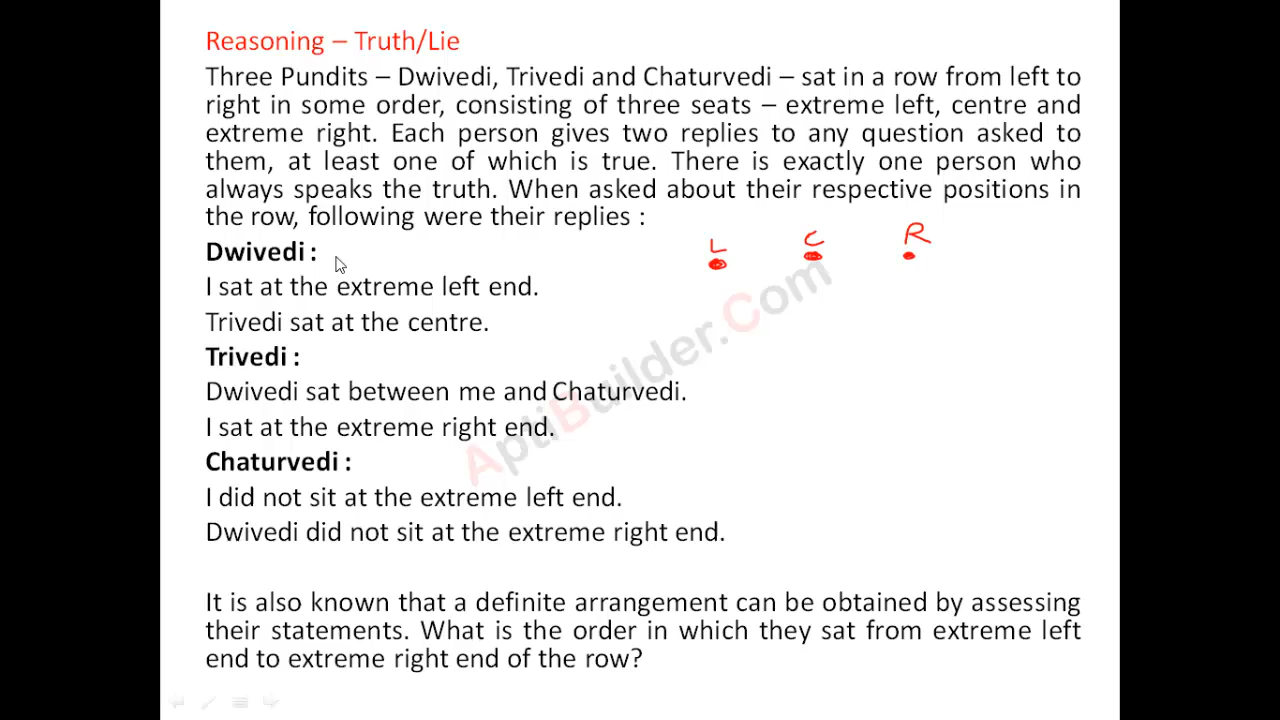 Reasoning – Truth/Lie
Three Pundits – Dwivedi, Trivedi and Chaturvedi – sat in a row from left to
right in some order, consisting of three seats – extreme left, centre and
extreme right. Each person gives two replies to any question asked to
them, at least one of which is true. There is exactly one person who
always speaks the truth. When asked about their respective positions in
the row, following were their replies :
L C R
Dwivedi :
I sat at the extreme left end.
Trivedi sat at the centre.
Trivedi :
Dwivedi sat between me and Chaturvedi.
I sat at the extreme right end.
Chaturvedi :
I did not sit at the extreme left end.
Dwivedi did not sit at the extreme right end.
It is also known that a definite arrangement can be obtained by assessing
their statements. What is the order in which they sat from extreme left
end to extreme right end of the row?
AptiBuilder.Com